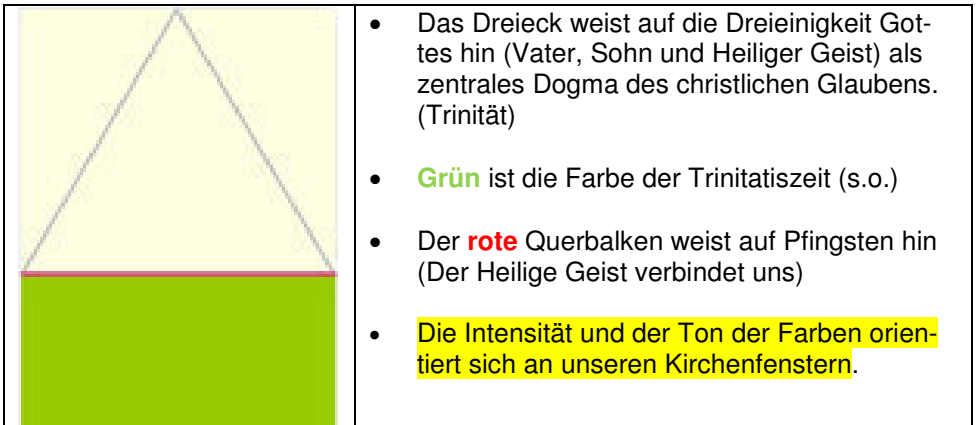 • Das Dreieck weist auf die Dreieinigkeit Got-
tes hin (Vater, Sohn und Heiliger Geist) als
zentrales Dogma des christlichen Glaubens.
(Trinität)
• Grün ist die Farbe der Trinitatiszeit (s.o.)
• Der rote Querbalken weist auf Pfingsten hin
(Der Heilige Geist verbindet uns)
• Die Intensität und der Ton der Farben orien-
tiert sich an unseren Kirchenfenstern.